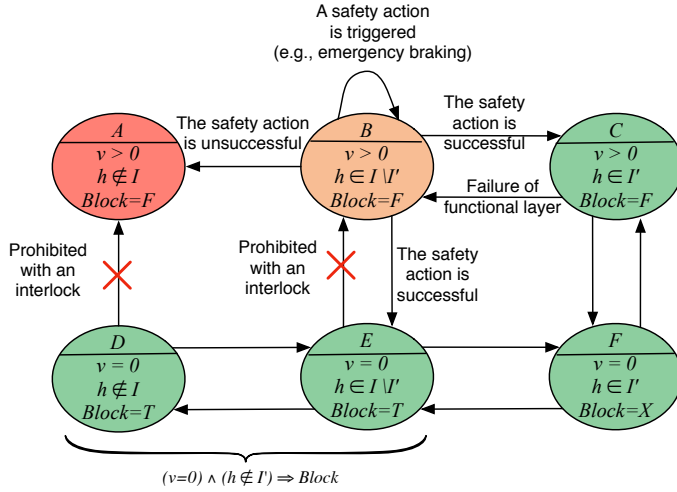 A safety action
is triggered
(e.g., emergency braking)
A
v > 0
h ∉ I
Block=F
The safety action
is unsuccessful
B
v > 0
h ∈ I \I'
Block=F
The safety
action is
successful
Failure of
functional layer
C
v > 0
h ∈ I'
Block=F
Prohibited
with an
interlock
Prohibited
with an
interlock
The safety
action is
successful
D
v = 0
h ∉ I
Block=T
E
v = 0
h ∈ I \I'
Block=T
F
v = 0
h ∈ I'
Block=X
(v=0) ∧ (h ∉ I') ⇒ Block